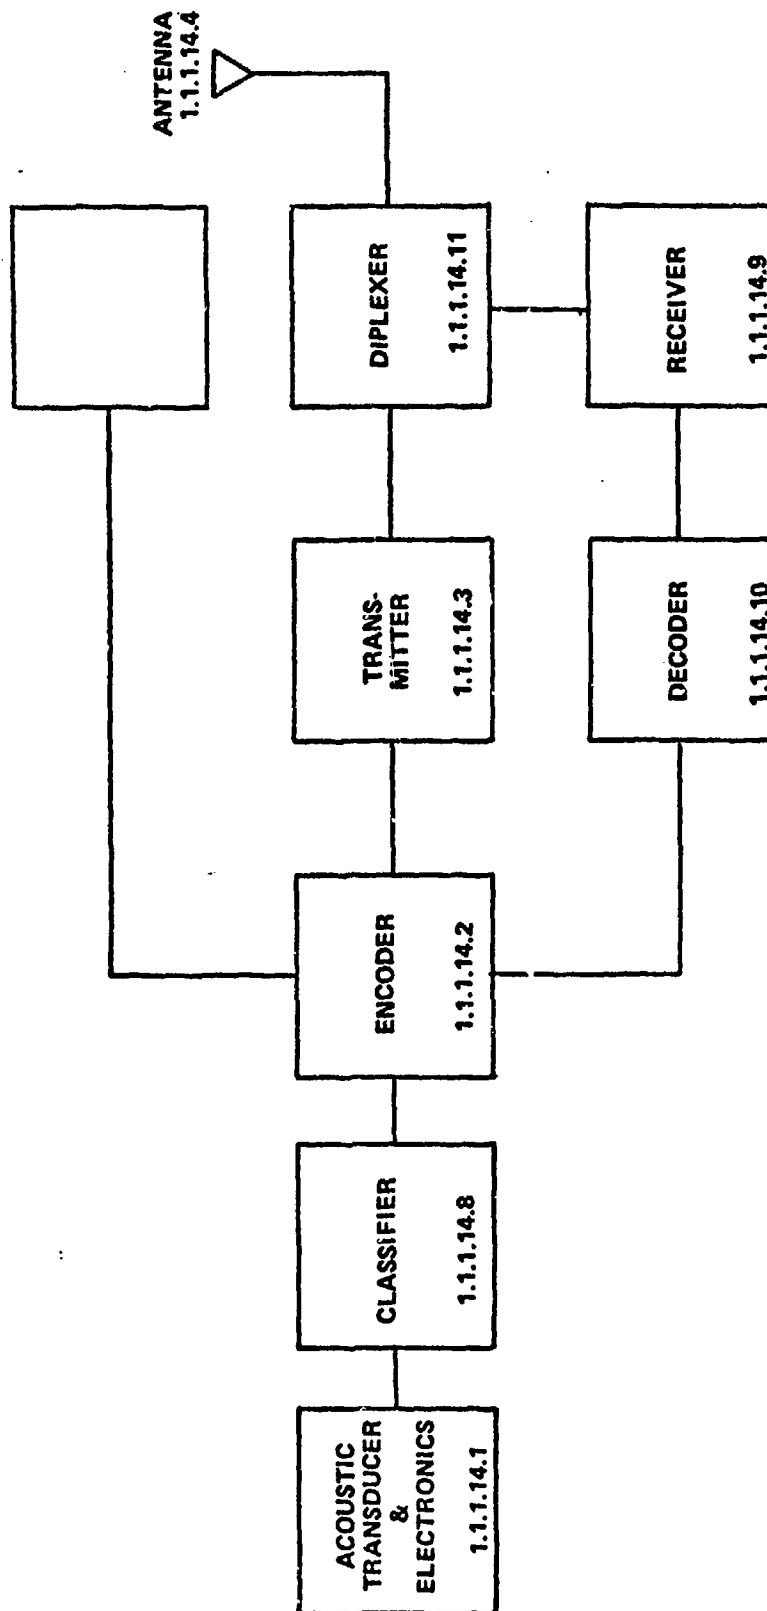 ANTENNA
1.1.1.14.4
ACOUSTIC
TRANSDUCER
&
ELECTRONICS
1.1.1.14.1
CLASSIFIER
1.1.1.14.8
ENCODER
1.1.1.14.2
TRANS-
MITTER
1.1.1.14.3
DIPLEXER
1.1.1.14.11
DECODER
1.1.1.14.10
RECEIVER
1.1.1.14.9